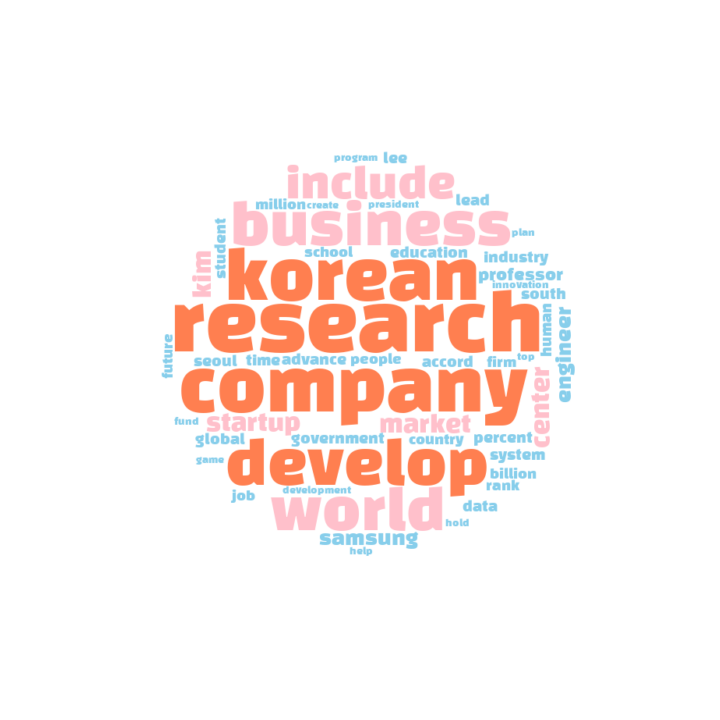 program lee
include
million create president lead
business plan
student school education industry
kim korean professor
innovation
south
research human engineer
future seoul time advance people accord firm top
company center
fund startup market
global government country percent
develop system
game billion
job development rank
world data
hold
samsung
help